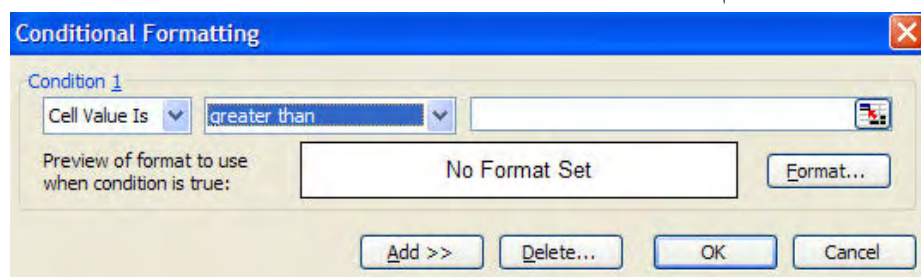 Conditional Formatting
Condition 1
Cell Value Is greater than
Preview of format to use
when condition is true:
No Format Set
Format...
Add >> Delete... OK Cancel